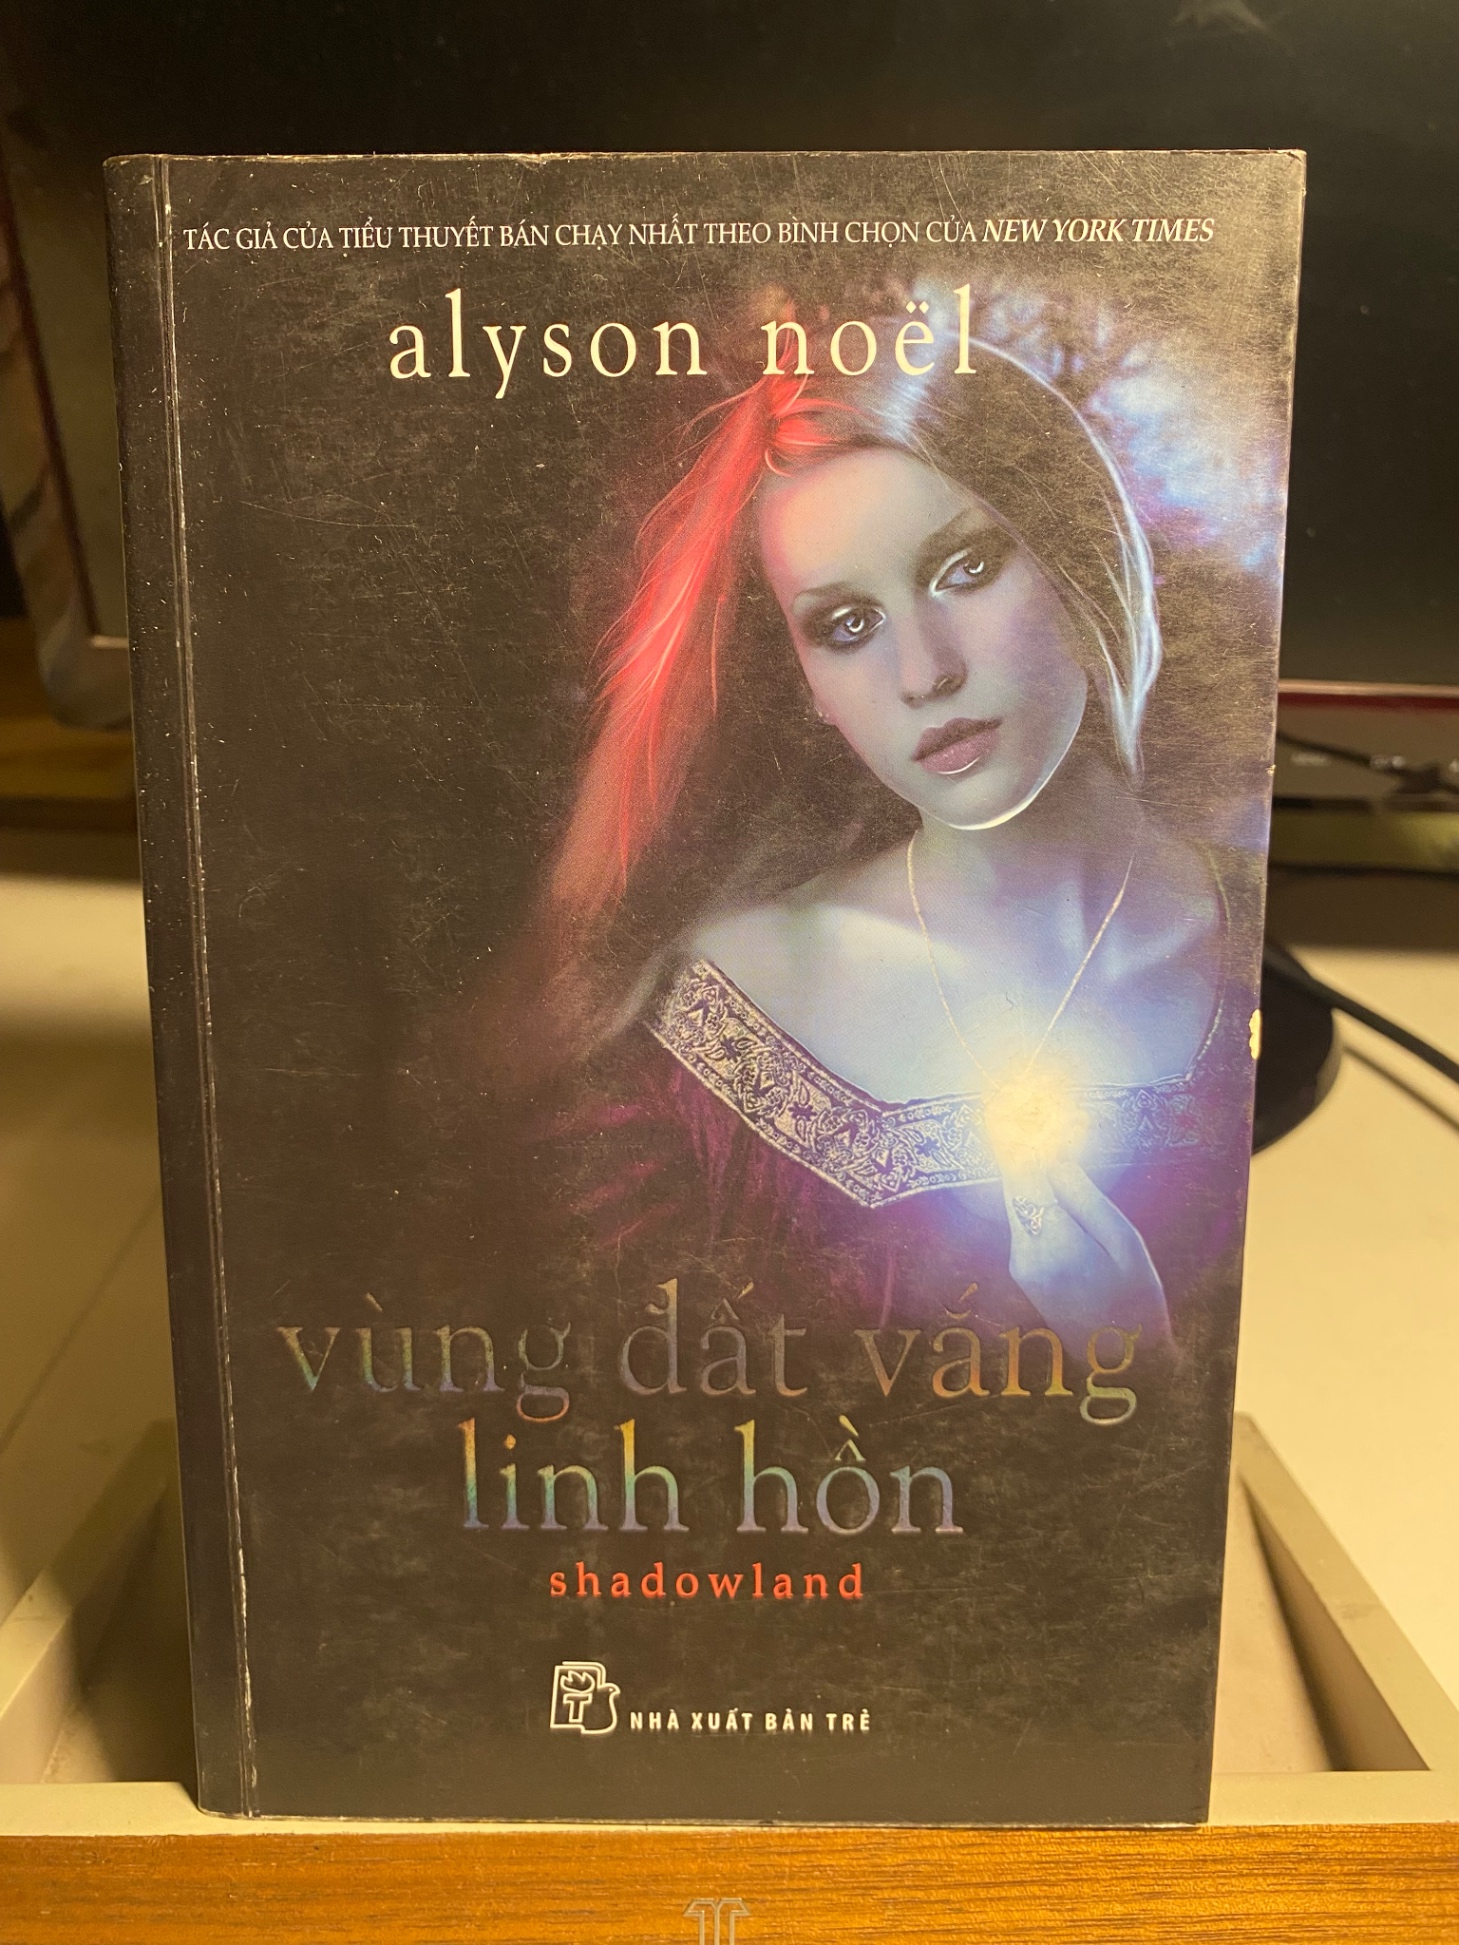 TÁC GIẢ CỦA TIỂU THUYẾT BÁN CHẠY NHẤT THEO BÌNH CHỌN CỦA NEW YORK TIMES
alyson noël
vùng đất vắng
linh hồn
shadowland
NHÀ XUẤT BẢN TRẺ